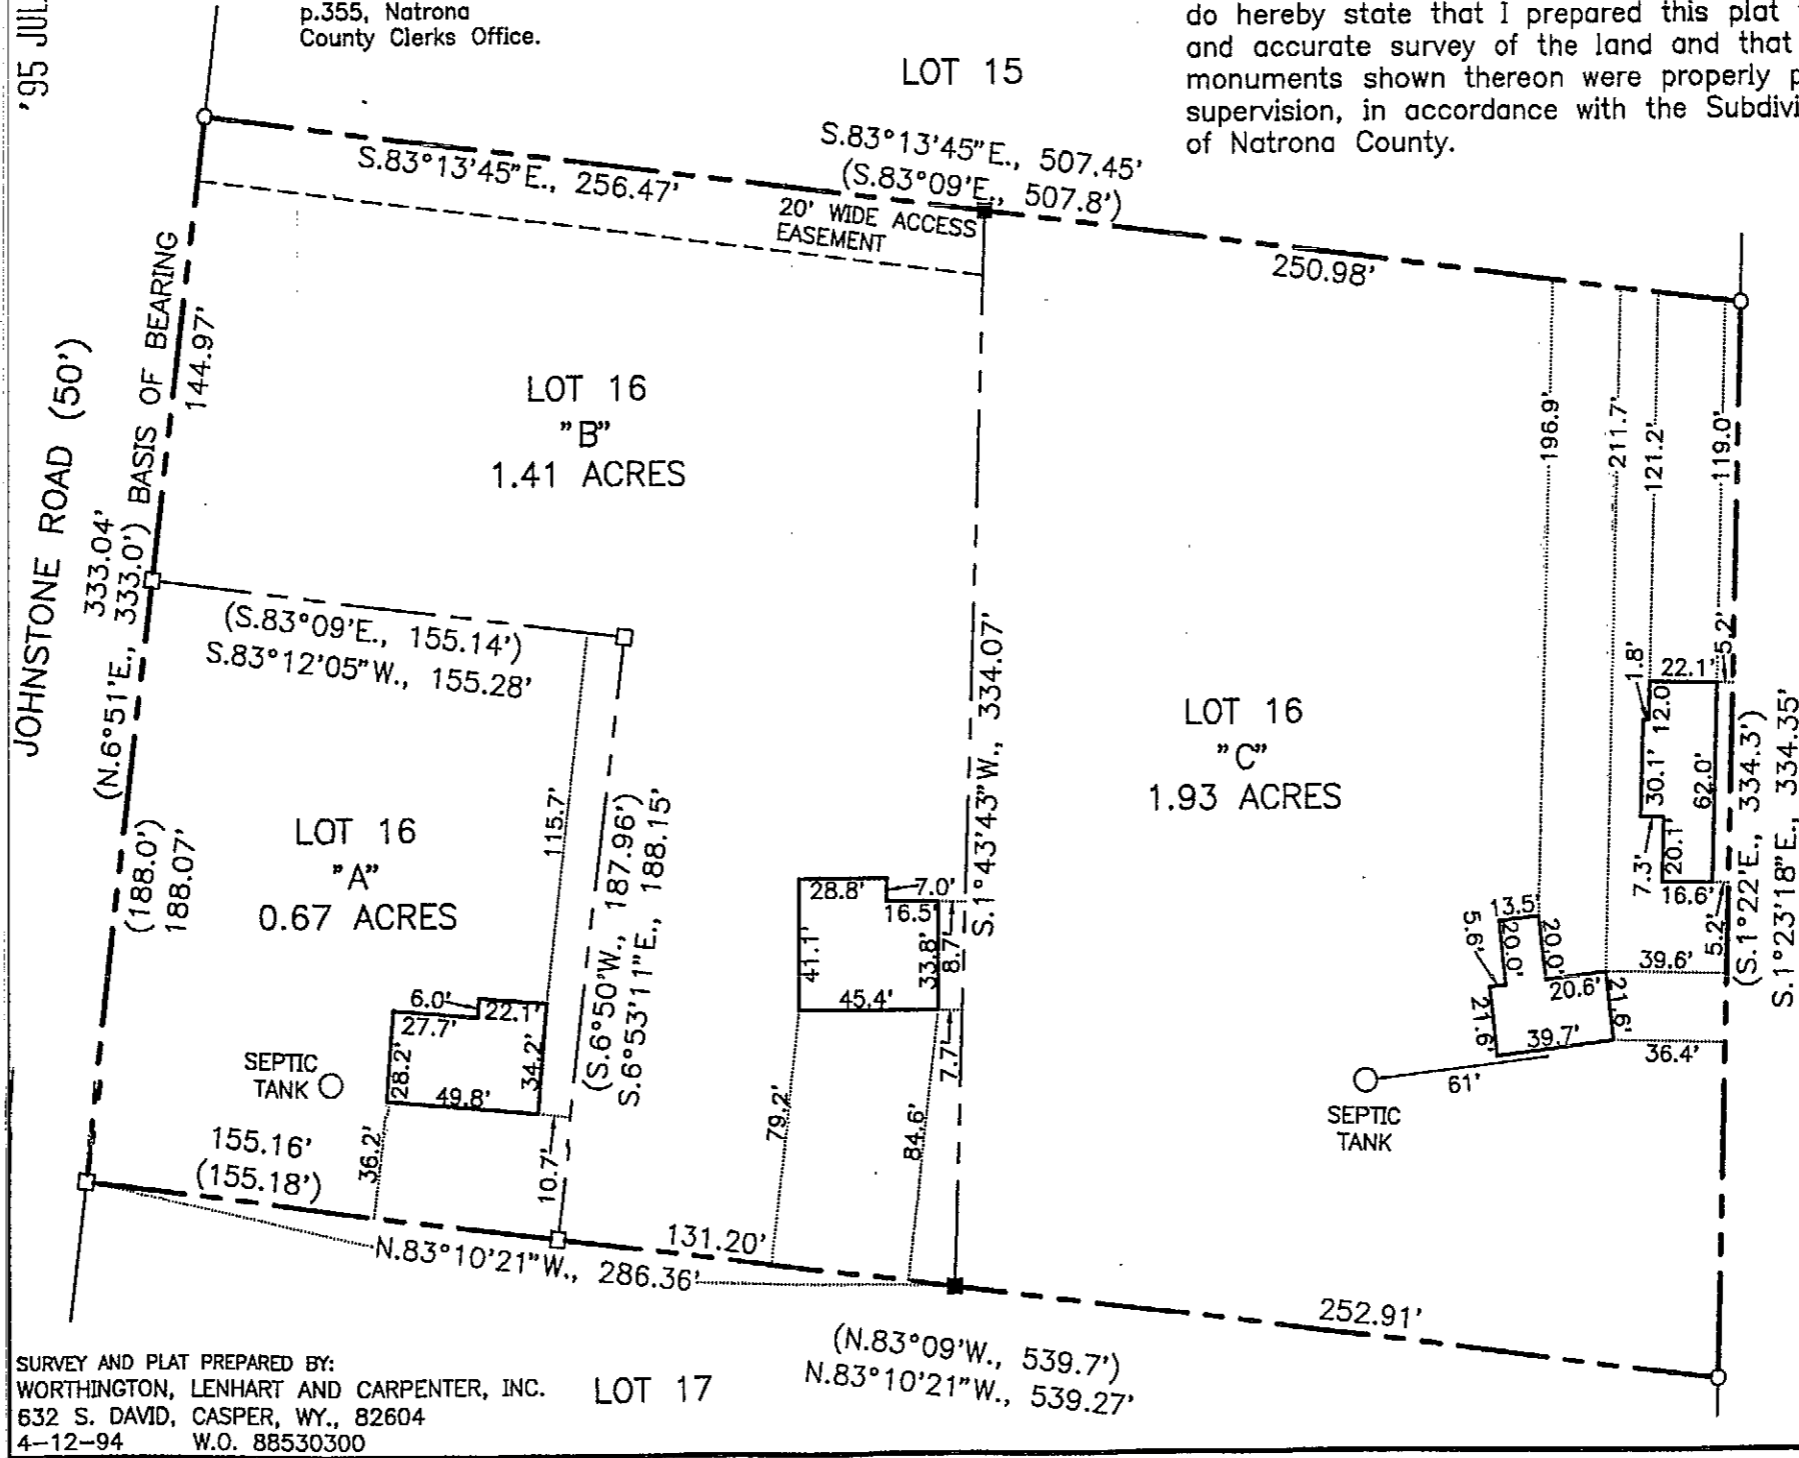 '95 JUL
p.355, Natrona
County Clerks Office.
do hereby state that I prepared this plat
and accurate survey of the land and that
monuments shown thereon were properly
supervision, in accordance with the
of Natrona County.
LOT 15
S.83°13'45"E., 507.45'
(S.83°09'E., 507.8')
S.83°13'45"E., 256.47'
20' WIDE ACCESS
EASEMENT
250.98'
JOHNSTONE ROAD (50')
333.04'
(N.6°51'E., 333.0') BASIS OF BEARING
144.97'
LOT 16
"B"
1.41 ACRES
196.9'
211.7'
121.2'
119.0'
(S.83°09'E., 155.14')
S.83°12'05"W., 155.28'
115.7'
(S.6°50'W., 187.96')
S.6°53'11"E., 188.15'
S.1°43'43"W., 334.07'
LOT 16
"C"
1.93 ACRES
1.8'
22.1'
5.2'
12.0'
30.1'
62.0'
7.3'
20.1'
16.6'
5.2'
(S.1°22'E., 334.3')
S.1°23'18"E., 334.35'
(188.0')
188.07'
LOT 16
"A"
0.67 ACRES
28.8'
7.0'
16.5'
41.1'
33.8'
8.7'
45.4'
7.7'
79.2'
84.6'
13.5'
5.6'
20.0'
20.0'
39.6'
20.6'
21.6'
21.6'
39.7'
36.4'
61'
SEPTIC
TANK
6.0'
22.1'
27.7'
28.2'
34.2'
49.8'
SEPTIC
TANK
36.2'
10.7'
155.16'
(155.18')
131.20'
N.83°10'21"W., 286.36'
252.91'
(N.83°09'W., 539.7')
N.83°10'21"W., 539.27'
LOT 17
SURVEY AND PLAT PREPARED BY:
WORTHINGTON, LENHART AND CARPENTER, INC.
632 S. DAVID, CASPER, WY., 82604
4-12-94 W.O. 88530300